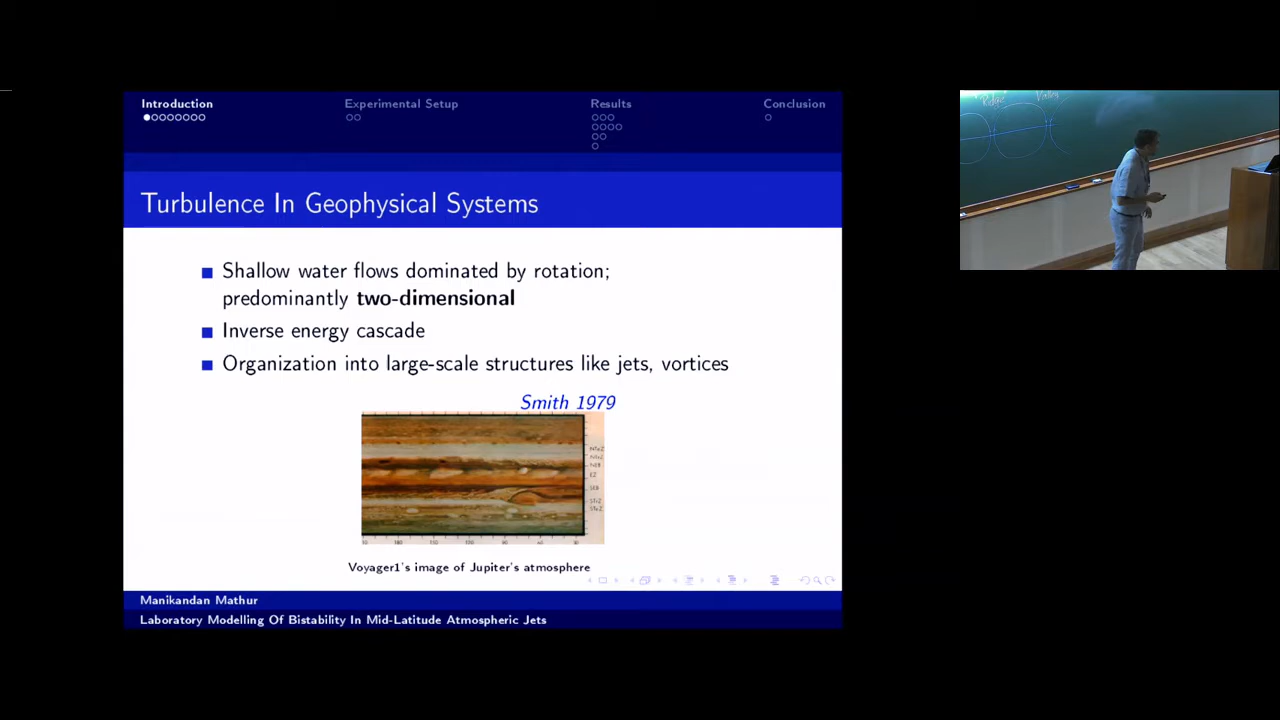 Introduction
Experimental Setup
Results
Conclusion
Turbulence In Geophysical Systems
Shallow water flows dominated by rotation;
predominantly two-dimensional
Inverse energy cascade
Organization into large-scale structures like jets, vortices
Smith 1979
Voyager1's image of Jupiter's atmosphere
Manikandan Mathur
Laboratory Modelling Of Bistability In Mid-Latitude Atmospheric Jets
Ridge
Valley